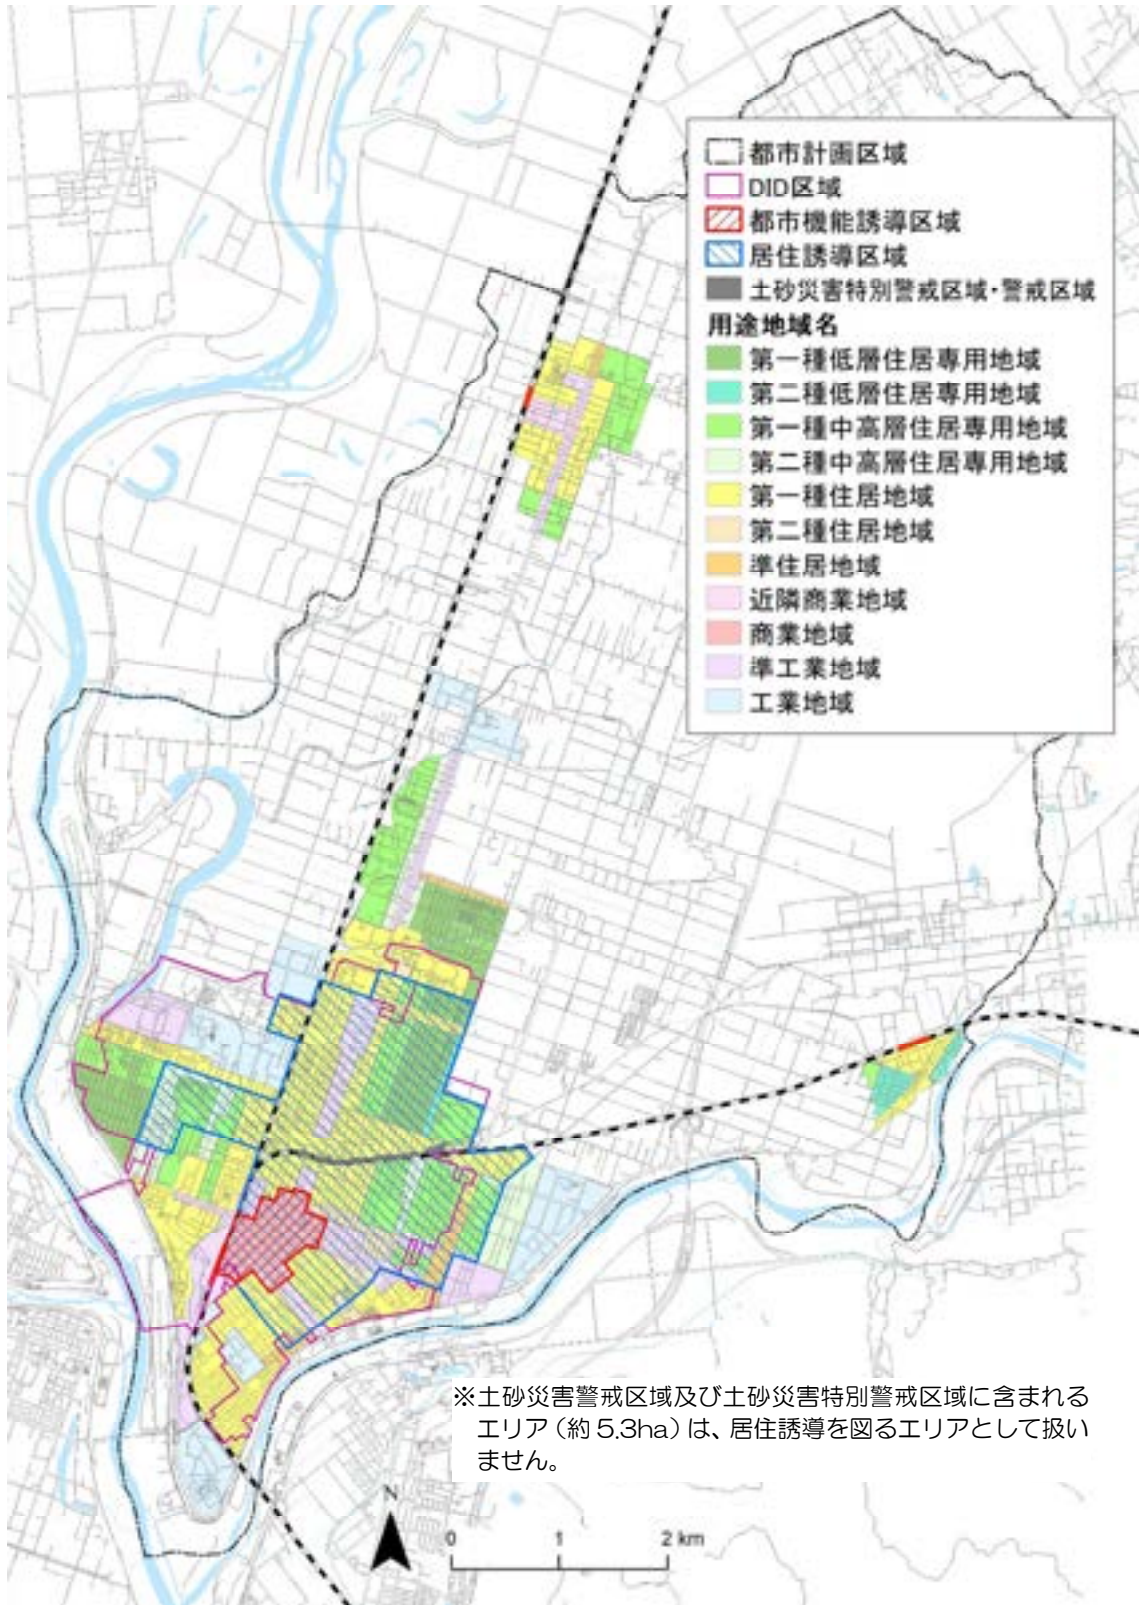 都市計画区域
DID区域
都市機能誘導区域
居住誘導区域
土砂災害特別警戒区域・警戒区域
用途地域名
第一種低層住居専用地域
第二種低層住居専用地域
第一種中高層住居専用地域
第二種中高層住居専用地域
第一種住居地域
第二種住居地域
準住居地域
近隣商業地域
商業地域
準工業地域
工業地域
※土砂災害警戒区域及び土砂災害特別警戒区域に含まれる
エリア（約5.3ha）は、居住誘導を図るエリアとして扱い
ません。
N
0 1 2 km